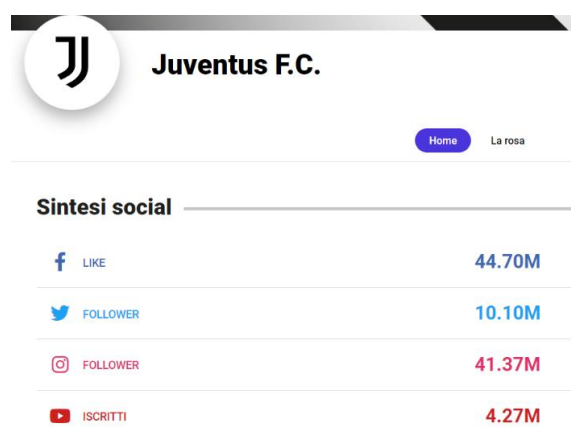 Juventus F.C.
Home La rosa
Sintesi social
LIKE 44.70M
FOLLOWER 10.10M
FOLLOWER 41.37M
ISCRITTI 4.27M